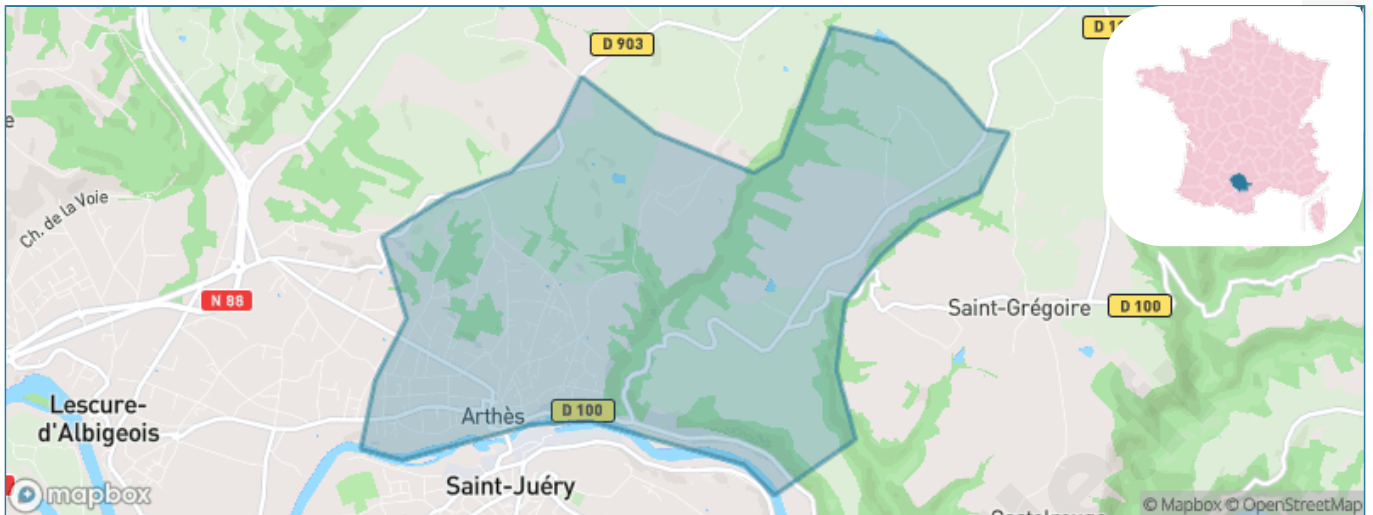 D 903
Ch. de la Voie
N 88
Saint-Grégoire
D 100
Lescure-
d'Albigeois
Arthès
D 100
Saint-Juéry
mapbox
© Mapbox © OpenStreetMap